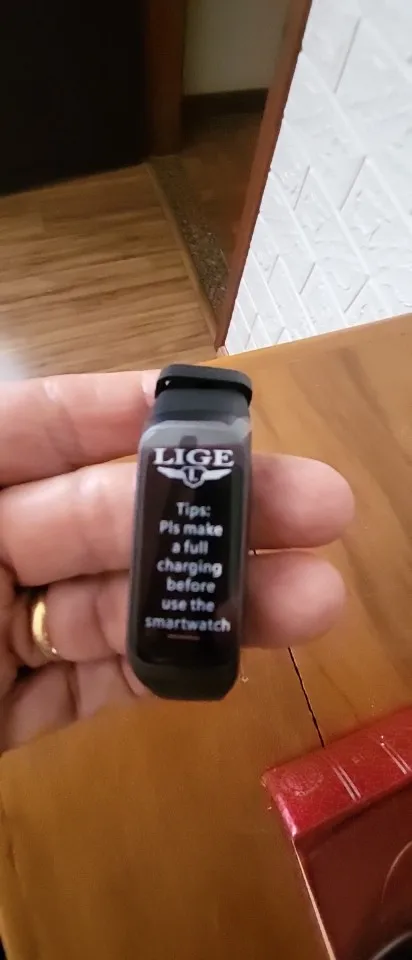 LIGE
L
Tips:
Pls make
a full
charging
before
use the
smartwatch